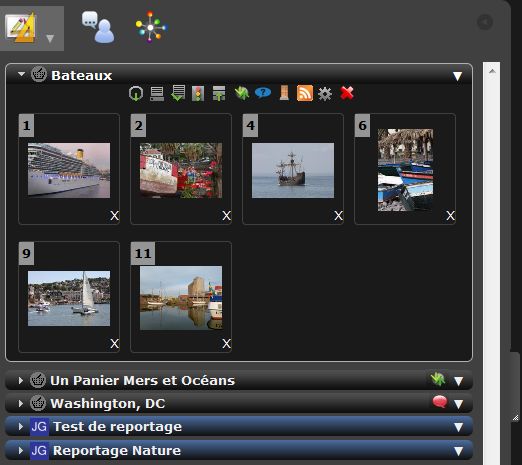 Bateaux
1
2
4
6
X
X
X
X
9
11
X
X
Un Panier Mers et Océans
Washington, DC
JG Test de reportage
JG Reportage Nature